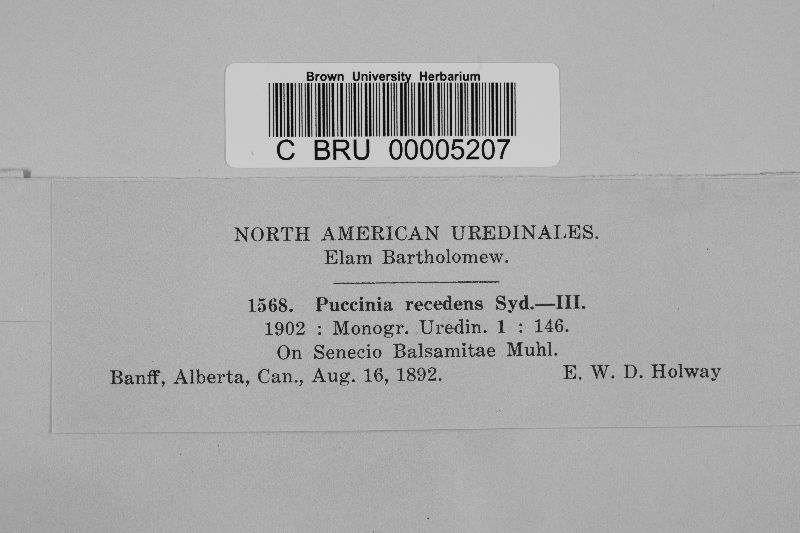 Brown University Herbarium
C BRU 00005207
NORTH AMERICAN UREDINALES.
Elam Bartholomew.
1568. Puccinia recedens Syd.—III.
1902 : Monogr. Uredin. 1 : 146.
On Senecio Balsamitae Muhl.
Banff, Alberta, Can., Aug. 16, 1892. E. W. D. Holway